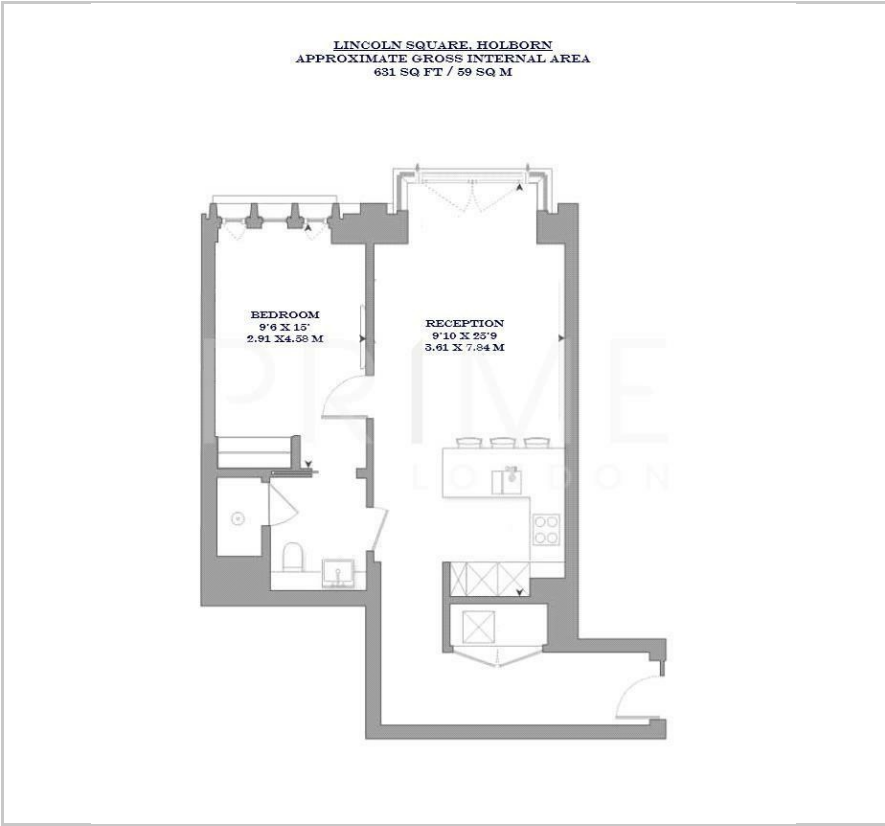 LINCOLN SQUARE, HOLBORN
APPROXIMATE GROSS INTERNAL AREA
631 SQ FT / 59 SQ M
BEDROOM
9'6 X 15'
2.91 X4.58 M
RECEPTION
9'10 X 25'9
3.61 X 7.84 M
PRIME
LONDON